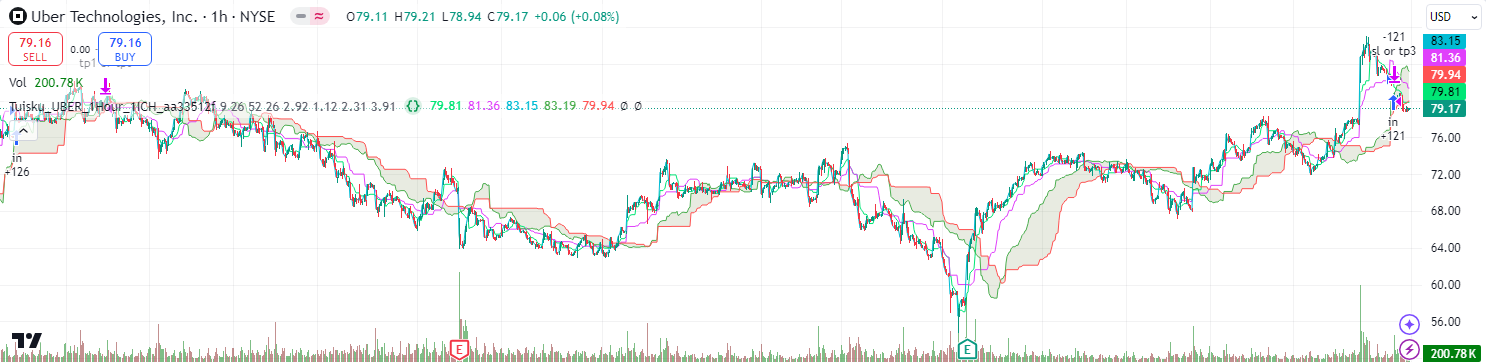 Uber Technologies, Inc. · 1h · NYSE O79.11 H79.21 L78.94 C79.17 +0.06 (+0.08%)
USD
79.16
SELL
0.00
79.16
BUY
Vol 200.78 K
Tuisku_UBER_1Hour_1ICH_aa33512f 9 26 52 26 2.92 1.12 2.31 3.91 79.81 81.36 83.15 83.19 79.94 Ø Ø
in
+126
-121
sl or tp3
in
+121
83.15
81.36
79.94
79.81
79.17
76.00
72.00
68.00
64.00
60.00
56.00
200.78 K
E
E